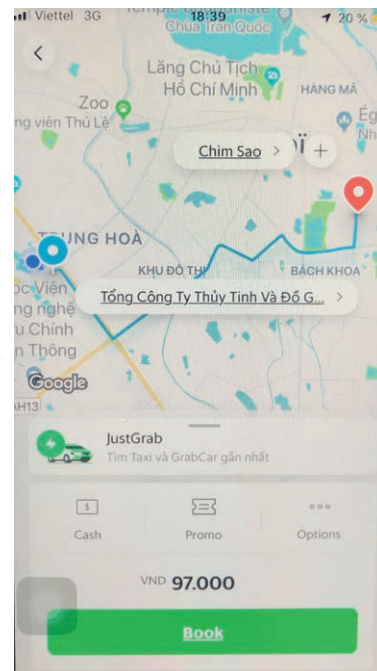 Viettel 3G 18:39 20 %
Chùa Trấn Quốc
Lăng Chủ Tịch
Hồ Chí Minh
HÀNG MÃ
Zoo
ng viên Thủ Lệ
Chim Sao >
+
TRUNG HOÀ
KHU ĐÔ THỊ
BÁCH KHOA
ọc Viện
Tổng Công Ty Thủy Tinh Và Đồ G... >
ng nghệ
u Chính
n Thông
Google
AH13
JustGrab
Tìm Taxi và GrabCar gần nhất
Cash Promo Options
VND 97.000
Book